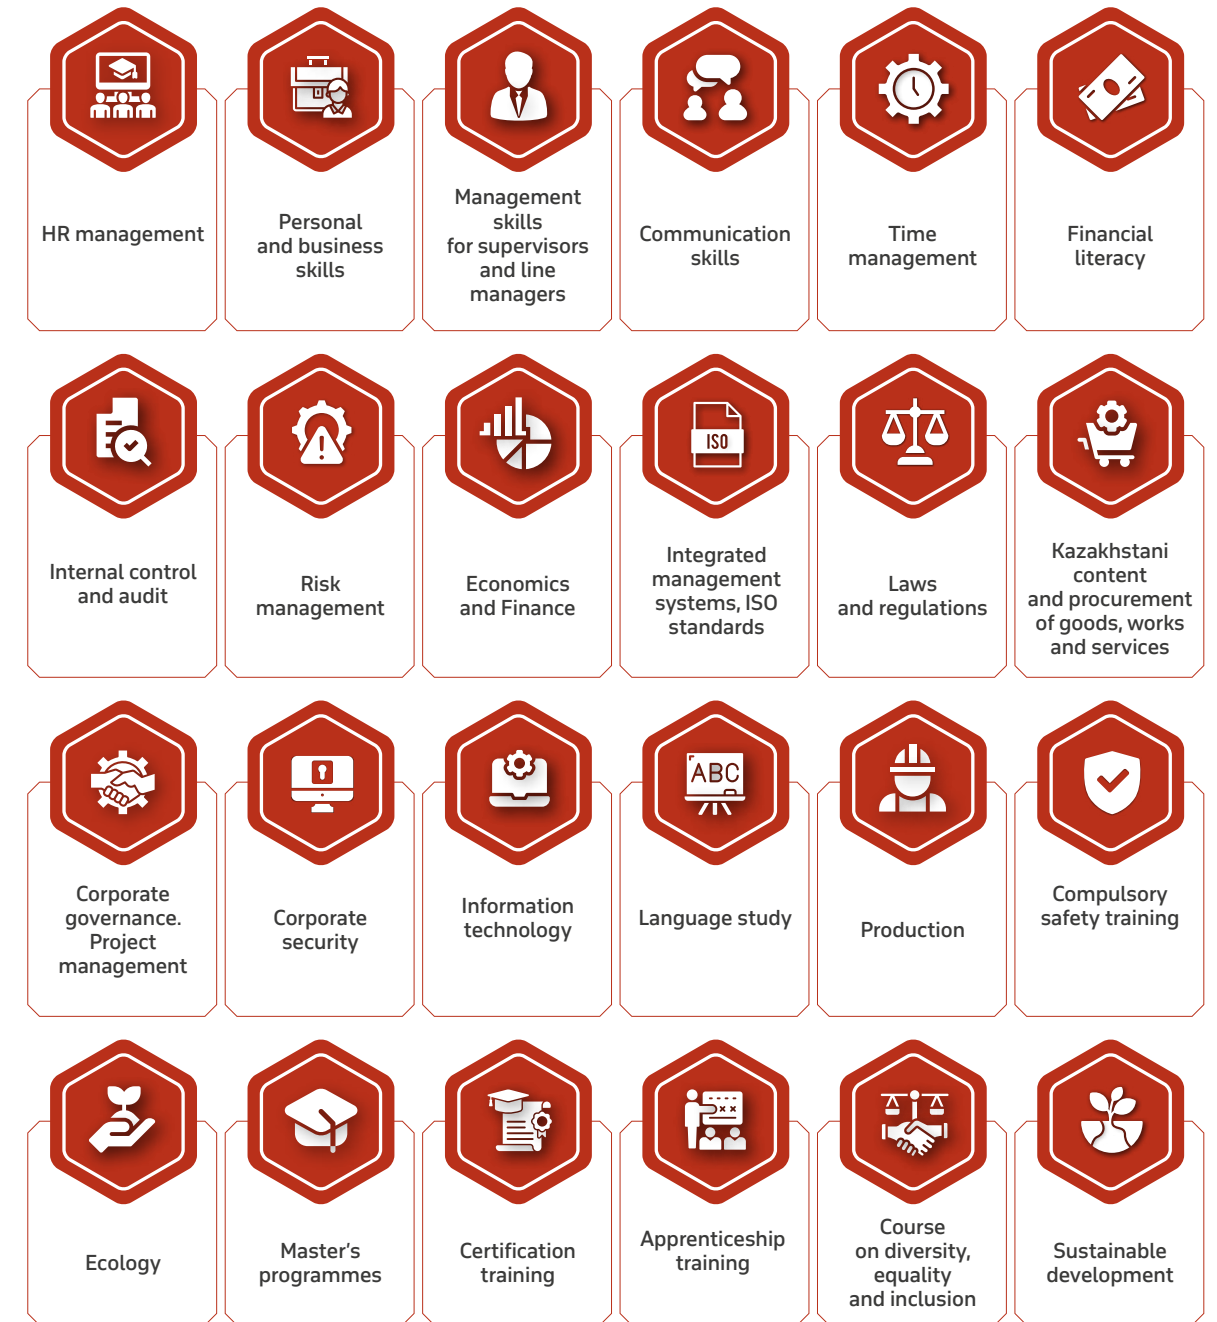 HR management
Personal
and business
skills
Management
skills
for supervisors
and line
managers
Communication
skills
Time
management
Financial
literacy
ISO
Internal control
and audit
Risk
management
Economics
and Finance
Integrated
management
systems, ISO
standards
Laws
and regulations
Kazakhstani
content
and procurement
of goods, works
and services
ABC
Corporate
governance.
Project
management
Corporate
security
Information
technology
Language study
Production
Compulsory
safety training
Ecology
Master's
programmes
Certification
training
Apprenticeship
training
Course
on diversity,
equality
and inclusion
Sustainable
development